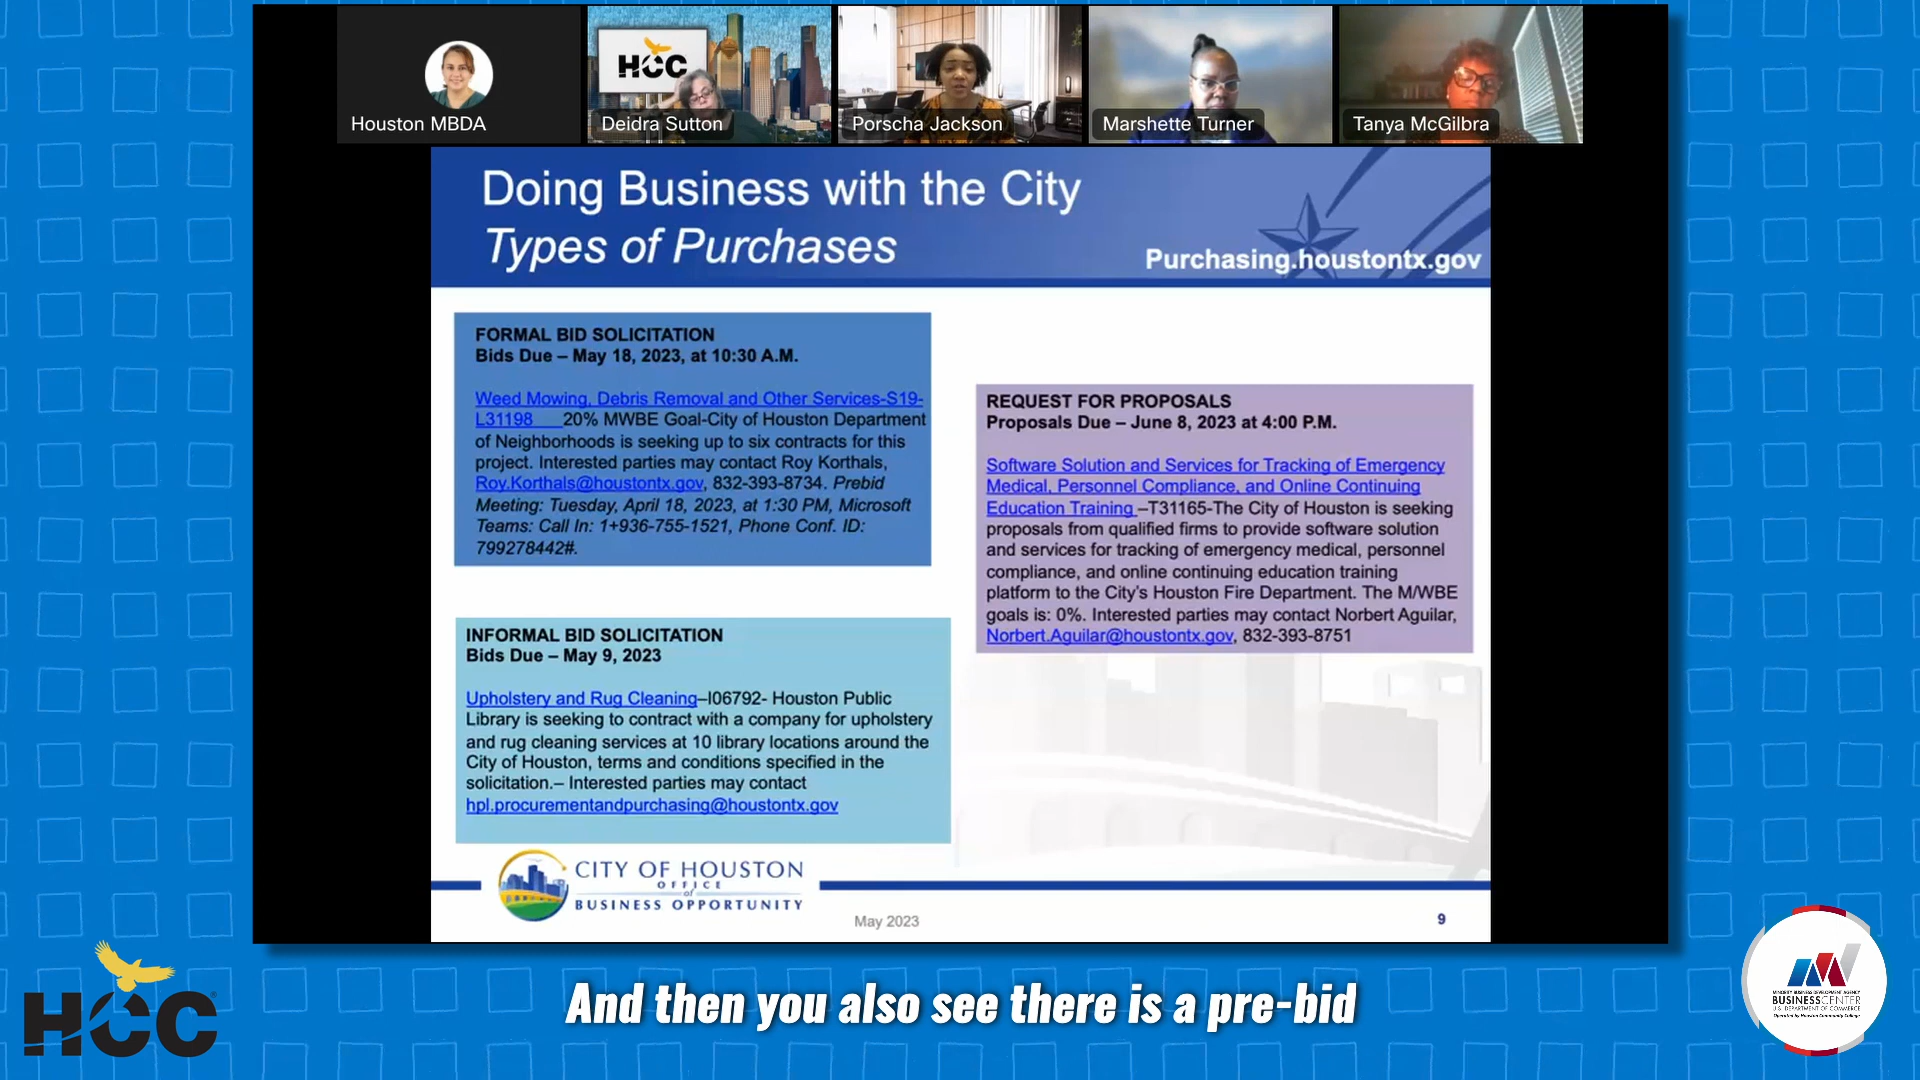 HCC
Houston MBDA
Deidra Sutton
Porscha Jackson
Marshette Turner
Tanya McGilbra
Doing Business with the City
Types of Purchases
Purchasing.houstontx.gov
FORMAL BID SOLICITATION
Bids Due – May 18, 2023, at 10:30 A.M.
Weed Mowing, Debris Removal and Other Services-S19-
L31198 20% MWBE Goal-City of Houston Department
of Neighborhoods is seeking up to six contracts for this
project. Interested parties may contact Roy Korthals,
Roy.Korthals@houstontx.gov, 832-393-8734. Prebid
Meeting: Tuesday, April 18, 2023, at 1:30 PM, Microsoft
Teams: Call In: 1+936-755-1521, Phone Conf. ID:
799278442#.
REQUEST FOR PROPOSALS
Proposals Due – June 8, 2023 at 4:00 P.M.
Software Solution and Services for Tracking of Emergency
Medical, Personnel Compliance, and Online Continuing
Education Training –T31165-The City of Houston is seeking
proposals from qualified firms to provide software solution
and services for tracking of emergency medical, personnel
compliance, and online continuing education training
platform to the City's Houston Fire Department. The M/WBE
goals is: 0%. Interested parties may contact Norbert Aguilar,
Norbert.Aguilar@houstontx.gov, 832-393-8751
INFORMAL BID SOLICITATION
Bids Due – May 9, 2023
Upholstery and Rug Cleaning–I06792- Houston Public
Library is seeking to contract with a company for upholstery
and rug cleaning services at 10 library locations around the
City of Houston, terms and conditions specified in the
solicitation.– Interested parties may contact
hpl.procurementandpurchasing@houstontx.gov
CITY OF HOUSTON
OFFICE
of
BUSINESS OPPORTUNITY
May 2023
9
And then you also see there is a pre-bid
HCC
MINORITY BUSINESS DEVELOPMENT AGENCY
BUSINESS CENTER
U.S. DEPARTMENT OF COMMERCE
Operated by Houston Community College